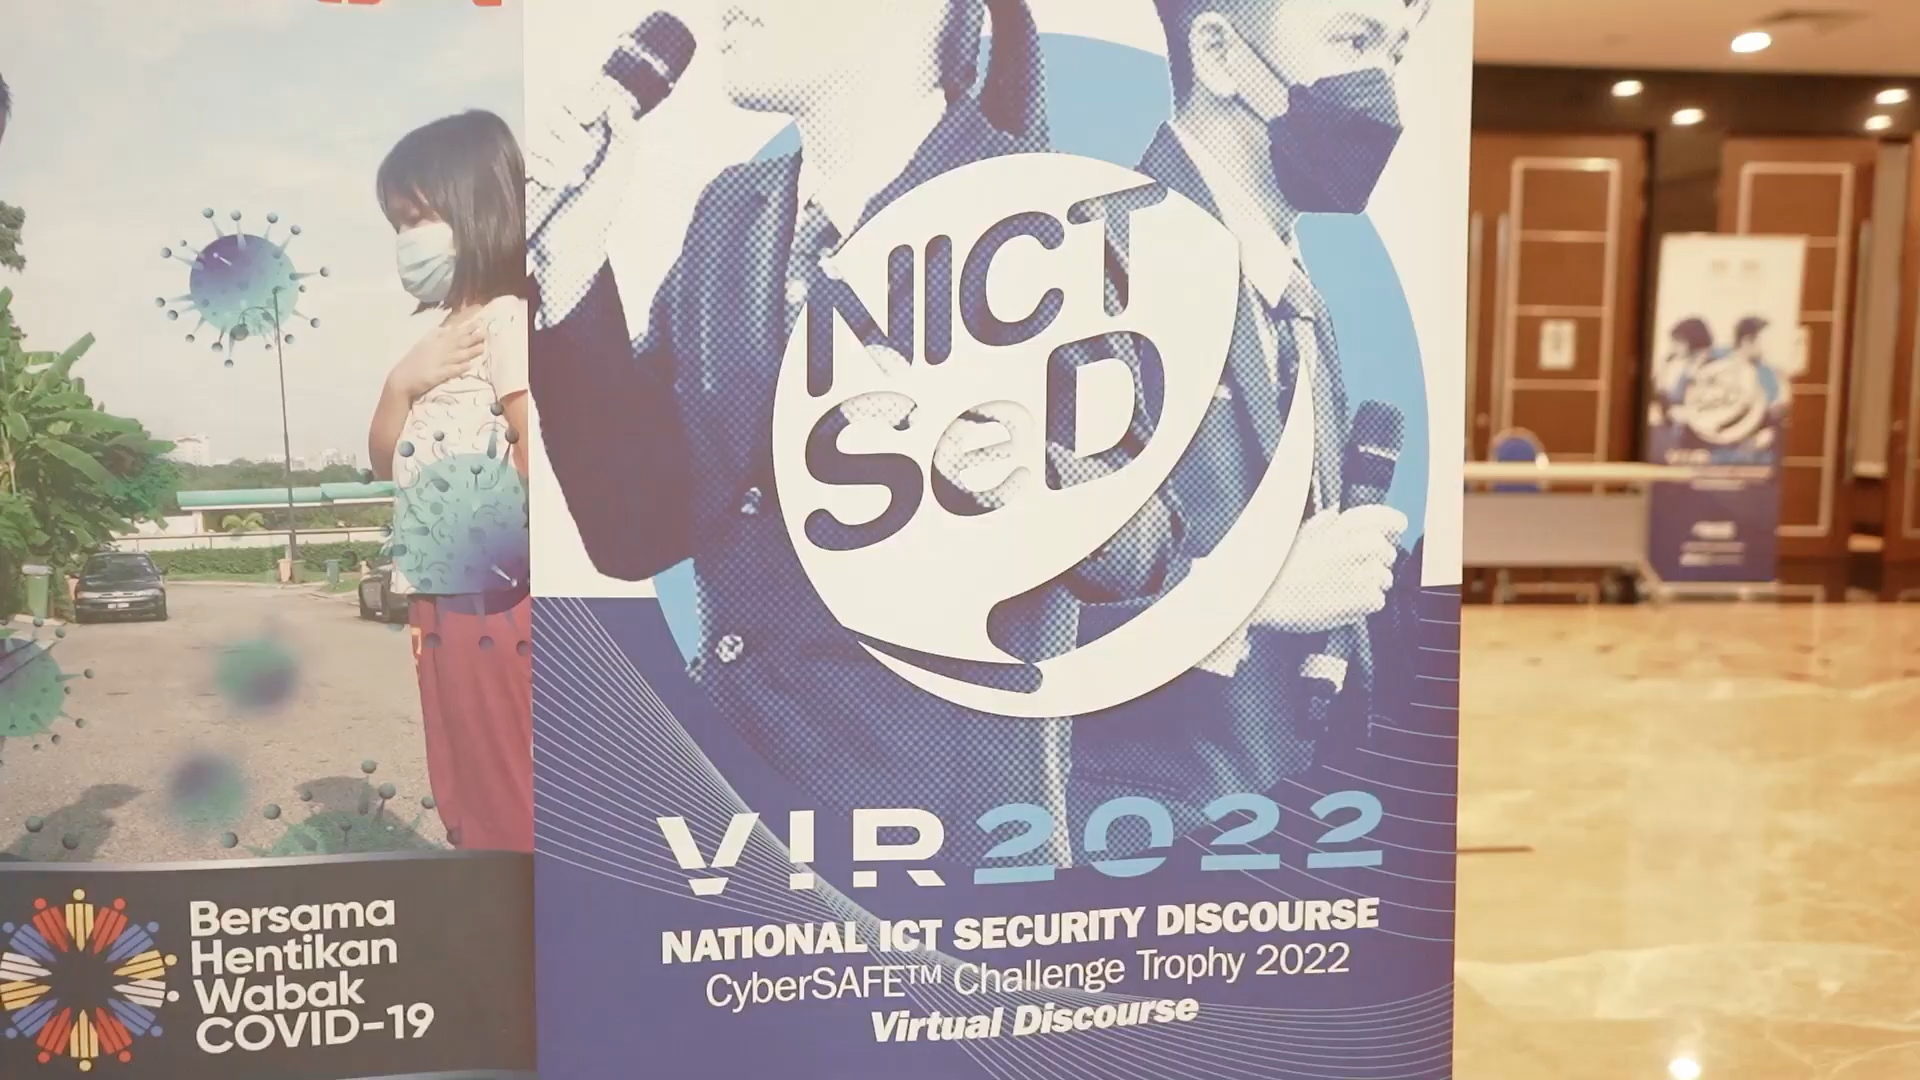 NICT
SeD
VIR2022
NATIONAL ICT SECURITY DISCOURSE
CyberSAFE™ Challenge Trophy 2022
Virtual Discourse
Bersama
Hentikan
Wabak
COVID-19